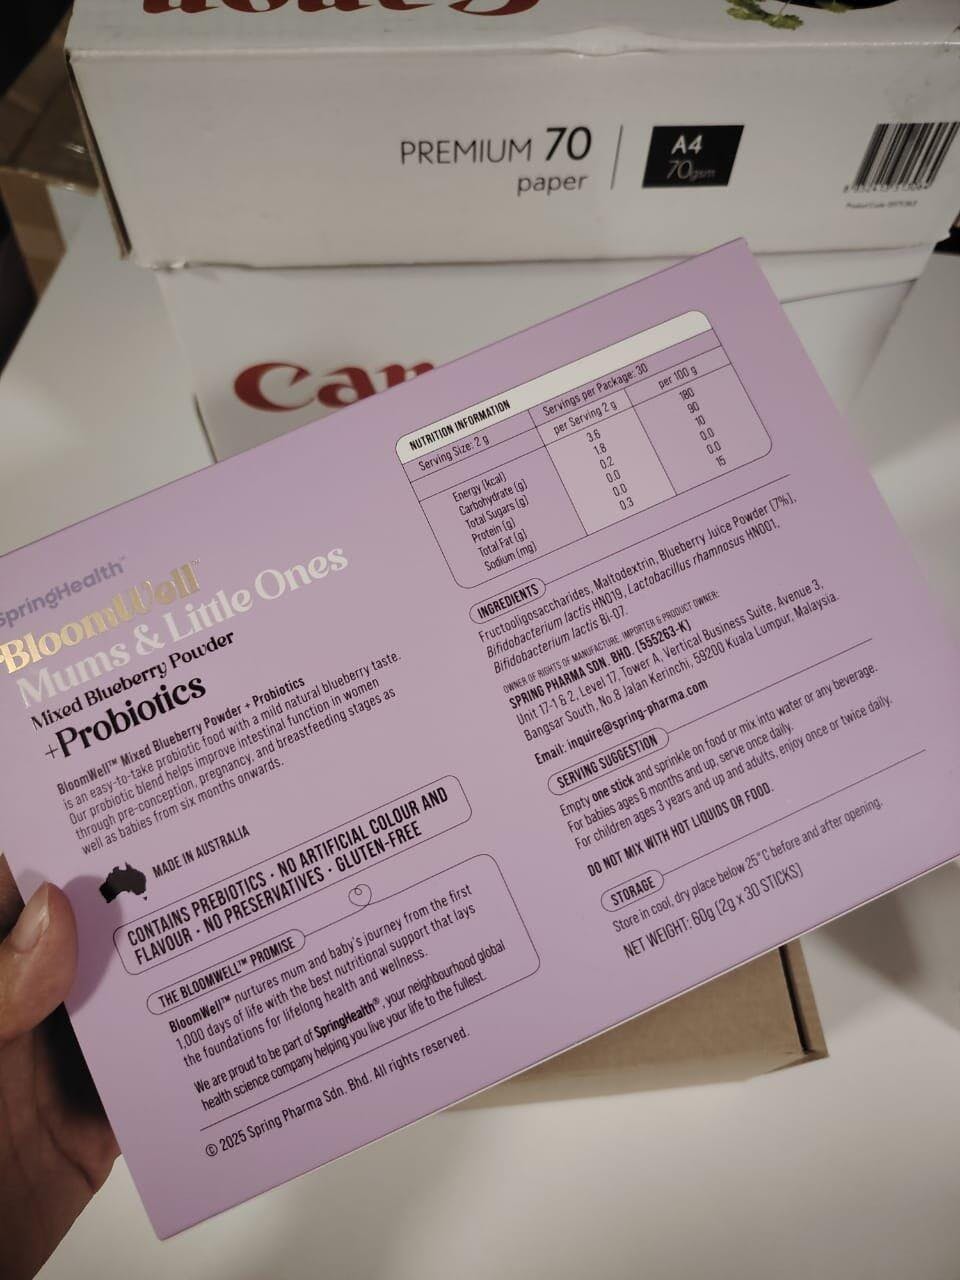 PREMIUM 70
paper
A4
70gsm
Can
NUTRITION INFORMATION
Serving Size: 2 g
Servings per Package: 30
per Serving 2 g
per 100 g
Energy (kcal) 3.6 180
Carbohydrate (g) 1.8 90
Total Sugars (g) 0.2 10
Protein (g) 0.0 0.0
Total Fat (g) 0.0 0.0
Sodium (mg) 0.3 15
INGREDIENTS
Fructooligosaccharides, Maltodextrin, Blueberry Juice Powder (7%),
Bifidobacterium lactis HN019, Lactobacillus rhamnosus HN001,
Bifidobacterium lactis Bi-07.
OWNER OF RIGHTS OF MANUFACTURE, IMPORTER & PRODUCT OWNER:
SPRING PHARMA SDN. BHD. (555263-K)
Unit 17-1 & 2, Level 17, Tower A, Vertical Business Suite, Avenue 3,
Bangsar South, No.8 Jalan Kerinchi, 59200 Kuala Lumpur, Malaysia.
Email: inquire@spring-pharma.com
SERVING SUGGESTION
Empty one stick and sprinkle on food or mix into water or any beverage.
For babies ages 6 months and up, serve once daily.
For children ages 3 years and up and adults, enjoy once or twice daily.
DO NOT MIX WITH HOT LIQUIDS OR FOOD.
STORAGE
Store in cool, dry place below 25°C before and after opening.
NET WEIGHT: 60g (2g x 30 STICKS)
SpringHealth™
BloomWell™
Mums & Little Ones
Mixed Blueberry Powder
+Probiotics
BloomWell™ Mixed Blueberry Powder + Probiotics
is an easy-to-take probiotic food with a mild natural blueberry taste.
Our probiotic blend helps improve intestinal function in women
through pre-conception, pregnancy, and breastfeeding stages as
well as babies from six months onwards.
MADE IN AUSTRALIA
CONTAINS PREBIOTICS · NO ARTIFICIAL COLOUR AND
FLAVOUR · NO PRESERVATIVES · GLUTEN-FREE
THE BLOOMWELL™ PROMISE
BloomWell™ nurtures mum and baby's journey from the first
1,000 days of life with the best nutritional support that lays
the foundations for lifelong health and wellness.
We are proud to be part of SpringHealth®, your neighbourhood global
health science company helping you live your life to the fullest.
© 2025 Spring Pharma Sdn. Bhd. All rights reserved.